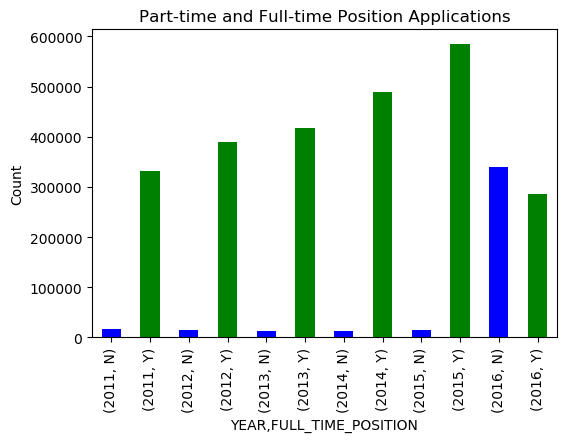 Part-time and Full-time Position Applications
600000
500000
400000
300000
200000
100000
0
Count
(2011, N)
(2011, Y)
(2012, N)
(2012, Y)
(2013, N)
(2013, Y)
(2014, N)
(2014, Y)
(2015, N)
(2015, Y)
(2016, N)
(2016, Y)
YEAR,FULL_TIME_POSITION